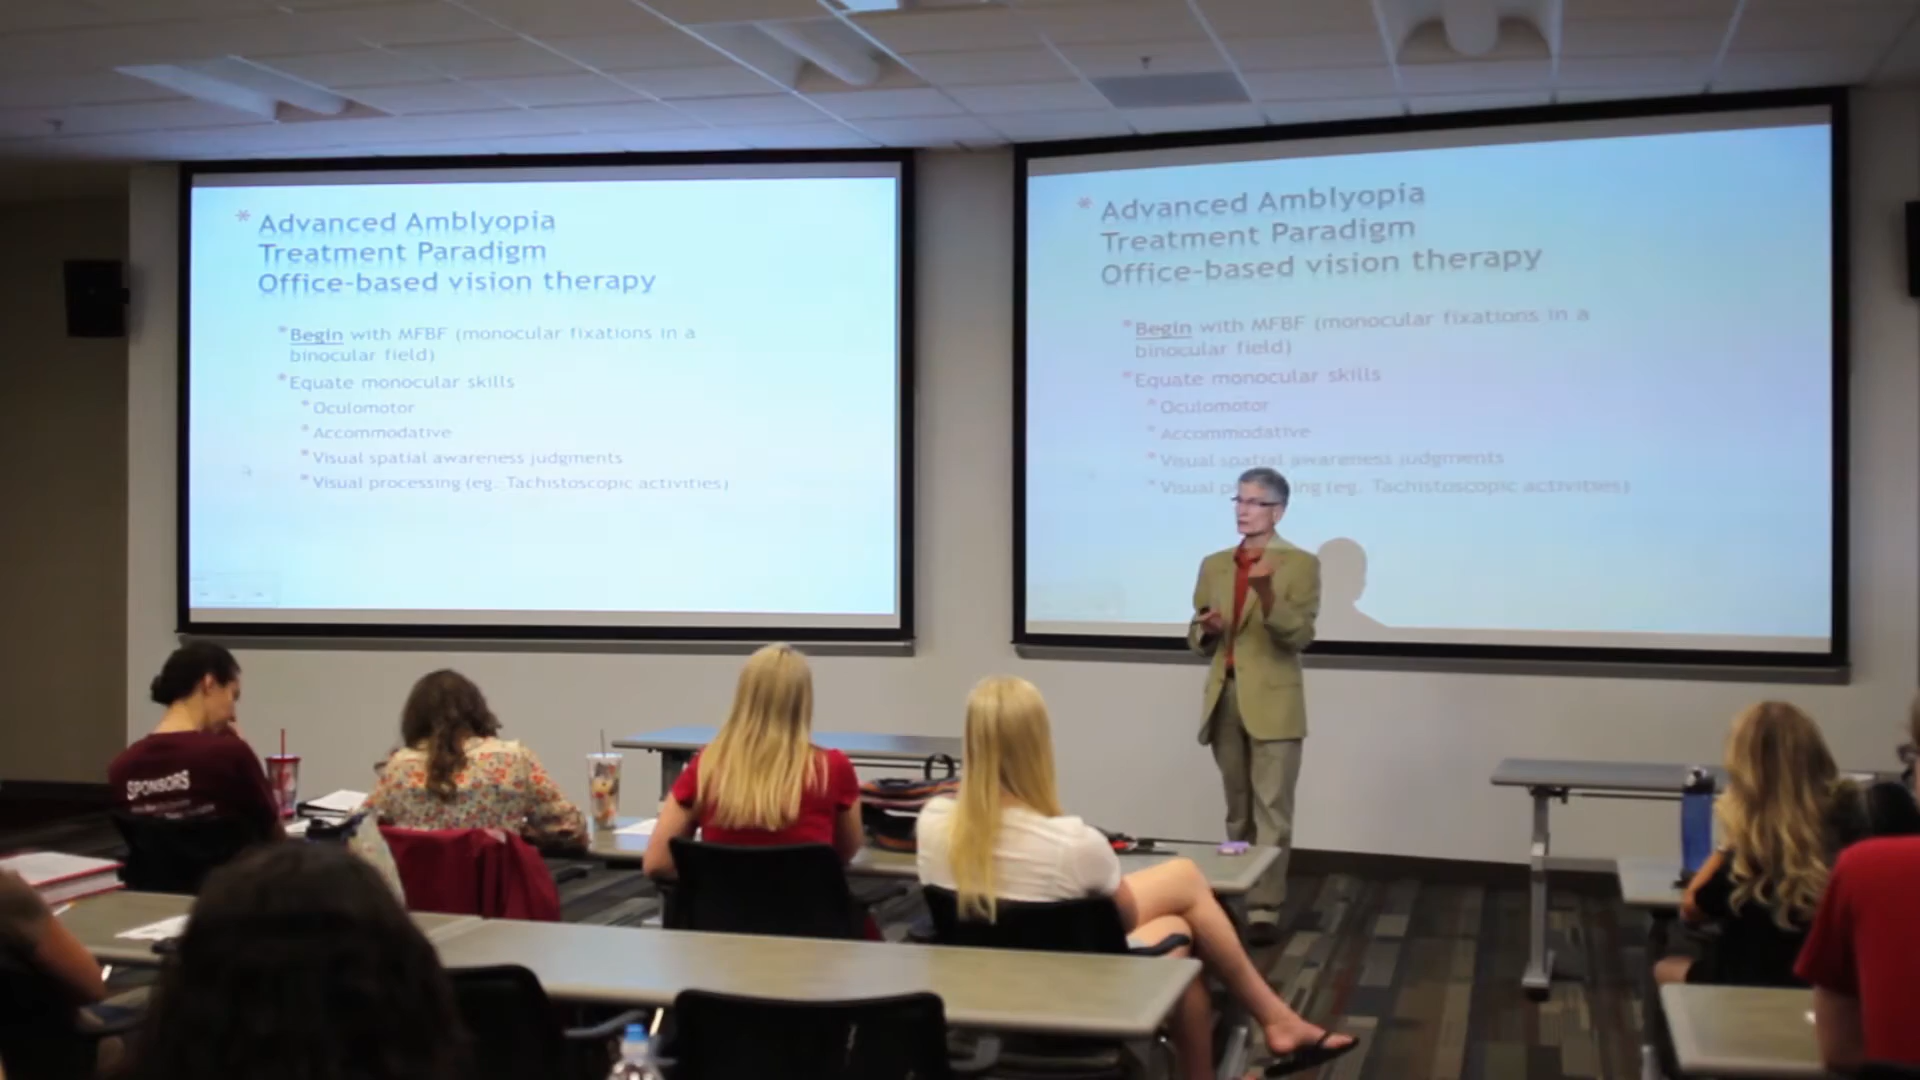 * Advanced Amblyopia
Treatment Paradigm
Office-based vision therapy
* Begin with MFBF (monocular fixations in a
binocular field)
* Equate monocular skills
* Oculomotor
* Accommodative
* Visual spatial awareness judgments
* Visual processing (eg. Tachistoscopic activities)
* Advanced Amblyopia
Treatment Paradigm
Office-based vision therapy
* Begin with MFBF (monocular fixations in a
binocular field)
* Equate monocular skills
* Oculomotor
* Accommodative
* Visual spatial awareness judgments
* Visual p ing (eg. Tachistoscopic activities)
SPONSORS